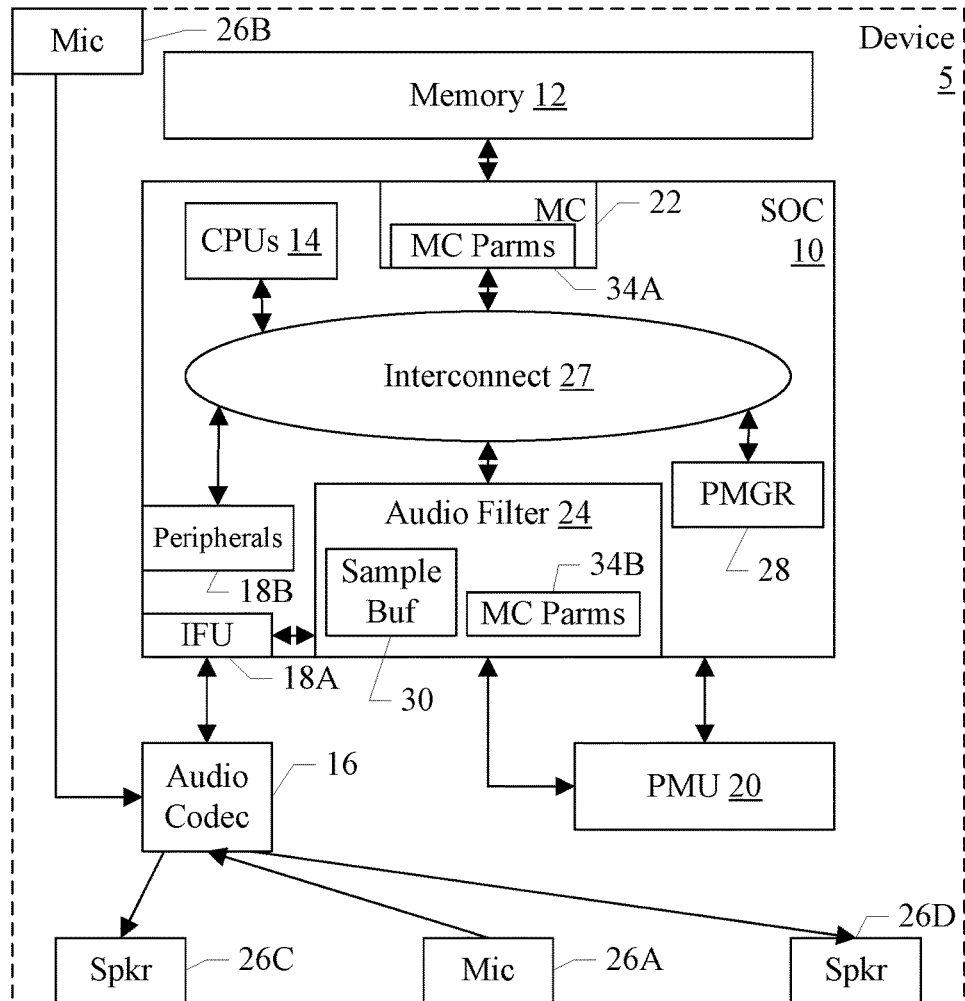 Mic
26B
Device
5
Memory 12
MC
22
SOC
10
CPUs 14
MC Parms
34A
Interconnect 27
PMGR
28
Audio Filter 24
Peripherals
18B
Sample
Buf
34B
MC Parms
IFU
18A
30
Audio
Codec
16
PMU 20
26D
Spkr
26C
Mic
26A
Spkr